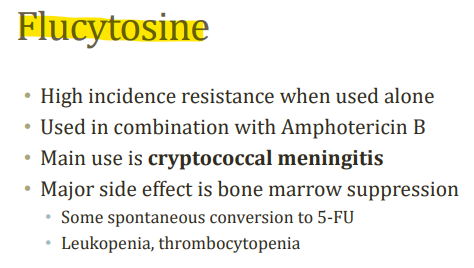 Flucytosine
• High incidence resistance when used alone
• Used in combination with Amphotericin B
• Main use is cryptococcal meningitis
• Major side effect is bone marrow suppression
• Some spontaneous conversion to 5-FU
• Leukopenia, thrombocytopenia